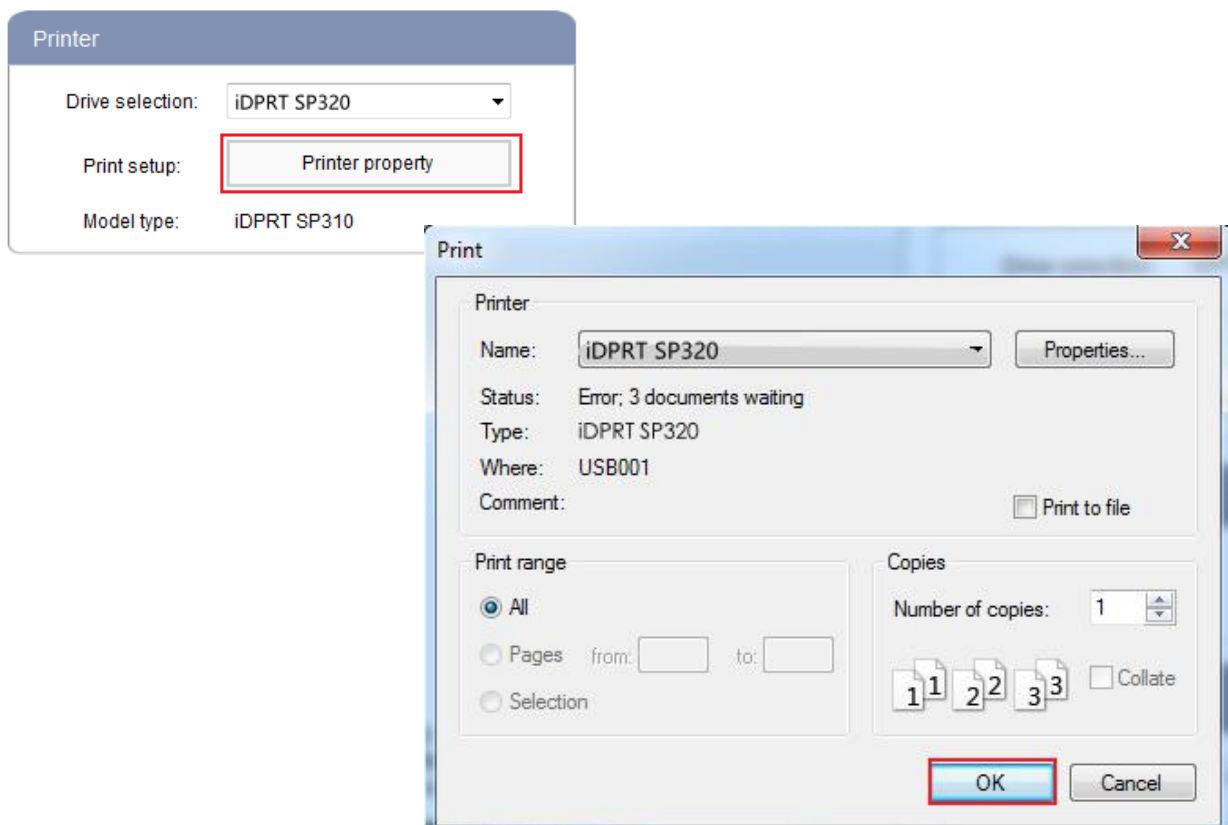 Printer
Drive selection: iDPRT SP320
Print setup: Printer property
Model type: iDPRT SP310
Print
Printer
Name: iDPRT SP320 Properties...
Status: Error; 3 documents waiting
Type: iDPRT SP320
Where: USB001
Comment: Print to file
Print range
All
Pages from: to:
Selection
Copies
Number of copies: 1
1 1 2 2 3 3 Collate
OK Cancel